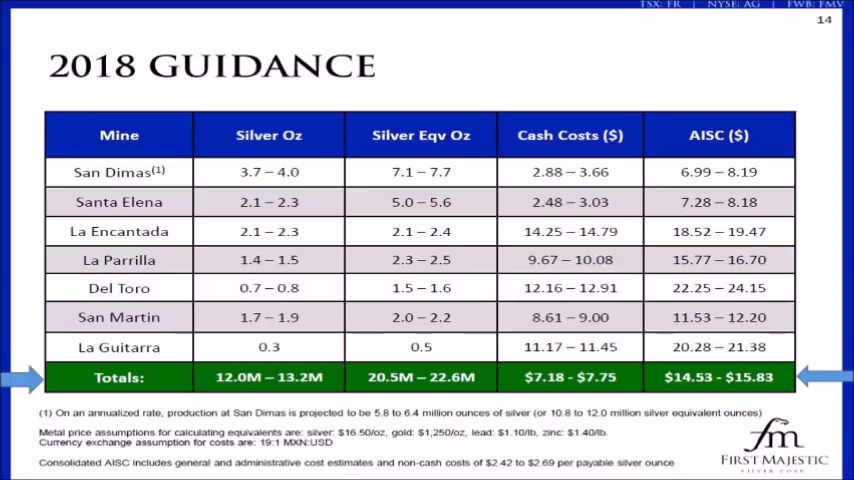 TSX: FR | NYSE: AG | FWB: FMV
14
2018 GUIDANCE
Mine Silver Oz Silver Eqv Oz Cash Costs ($) AISC ($)
San Dimas(1) 3.7 – 4.0 7.1 – 7.7 2.88 – 3.66 6.99 – 8.19
Santa Elena 2.1 – 2.3 5.0 – 5.6 2.48 – 3.03 7.28 – 8.18
La Encantada 2.1 – 2.3 2.1 – 2.4 14.25 – 14.79 18.52 – 19.47
La Parrilla 1.4 – 1.5 2.3 – 2.5 9.67 – 10.08 15.77 – 16.70
Del Toro 0.7 – 0.8 1.5 – 1.6 12.16 – 12.91 22.25 – 24.15
San Martin 1.7 – 1.9 2.0 – 2.2 8.61 – 9.00 11.53 – 12.20
La Guitarra 0.3 0.5 11.17 – 11.45 20.28 – 21.38
Totals: 12.0M – 13.2M 20.5M – 22.6M $7.18 - $7.75 $14.53 - $15.83
(1) On an annualized rate, production at San Dimas is projected to be 5.8 to 6.4 million ounces of silver (or 10.8 to 12.0 million silver equivalent ounces)
Metal price assumptions for calculating equivalents are: silver: $16.50/oz, gold: $1,250/oz, lead: $1.10/lb, zinc: $1.40/lb.
Currency exchange assumption for costs are: 19:1 MXN:USD
Consolidated AISC includes general and administrative cost estimates and non-cash costs of $2.42 to $2.69 per payable silver ounce
fm
FIRST MAJESTIC
SILVER CORP